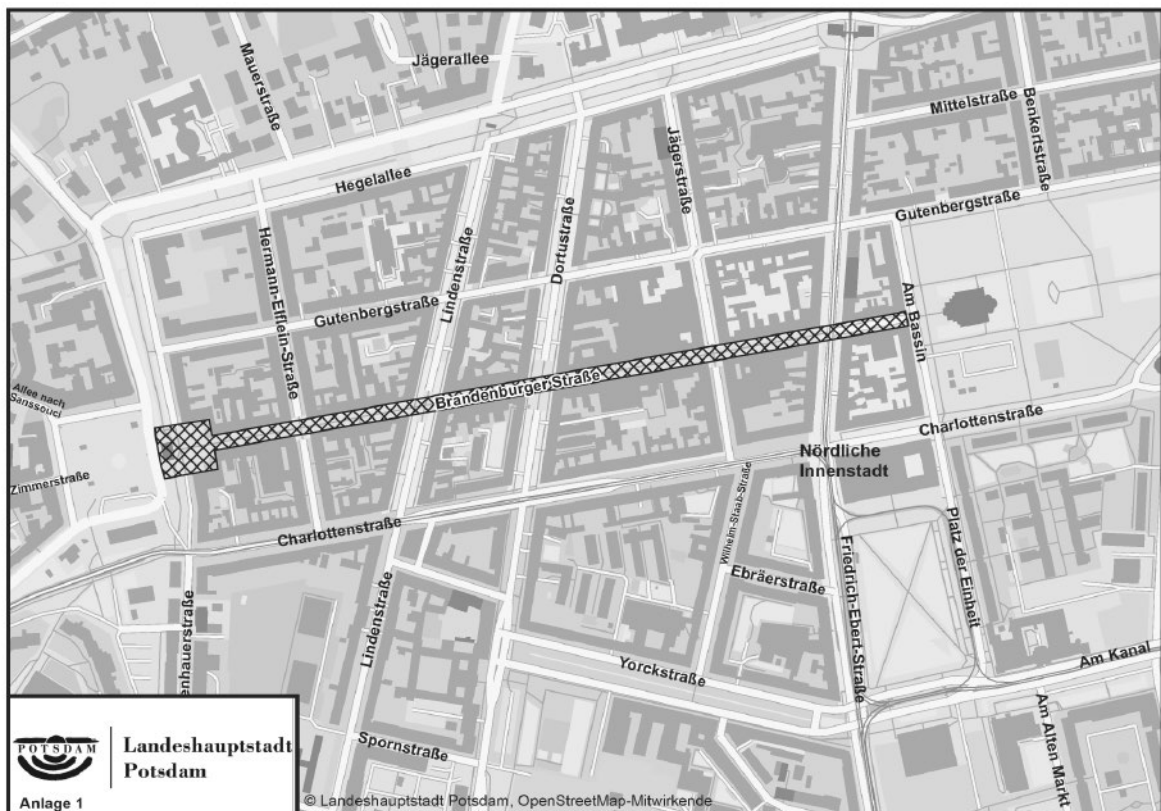 Jägerallee
Mauerstraße
Mittelstraße
Benkertstraße
Jägerstraße
Hegelallee
Gutenbergstraße
Hermann-Elflein-Straße
Lindenstraße
Dortustraße
Gutenbergstraße
Am Bassin
Brandenburger Straße
Allee nach
Sanssouci
Charlottenstraße
Nördliche
Innenstadt
Zimmerstraße
Wilhelm-Staab-Straße
Charlottenstraße
Platz der Einheit
Ebräerstraße
Friedrich-Ebert-Straße
Lindenstraße
enhauerstraße
Yorckstraße
Am Kanal
Am Alten Markt
Spornstraße
POTSDAM
Landeshauptstadt
Potsdam
Anlage 1
© Landeshauptstadt Potsdam, OpenStreetMap-Mitwirkende